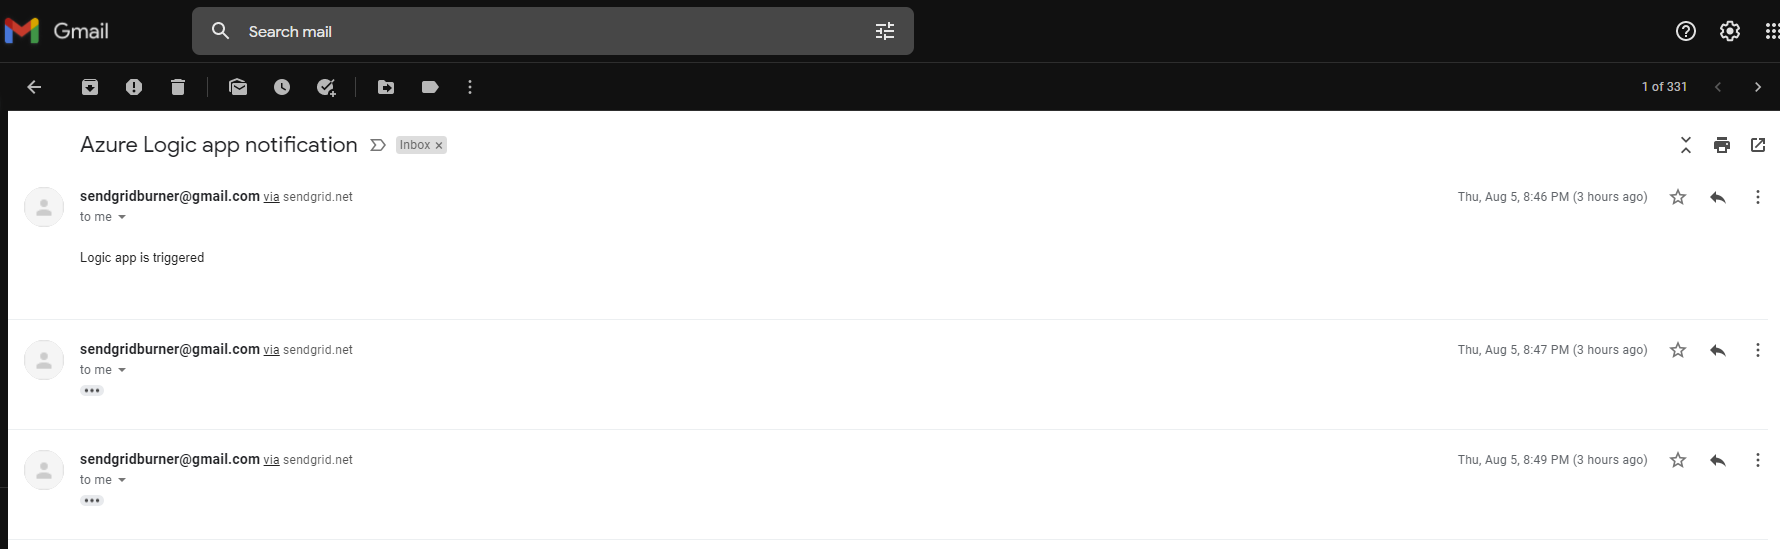 Gmail
Search mail
1 of 331
Azure Logic app notification Inbox ×
sendgridburner@gmail.com via sendgrid.net Thu, Aug 5, 8:46 PM (3 hours ago)
to me
Logic app is triggered
sendgridburner@gmail.com via sendgrid.net Thu, Aug 5, 8:47 PM (3 hours ago)
to me
•••
sendgridburner@gmail.com via sendgrid.net Thu, Aug 5, 8:49 PM (3 hours ago)
to me
•••